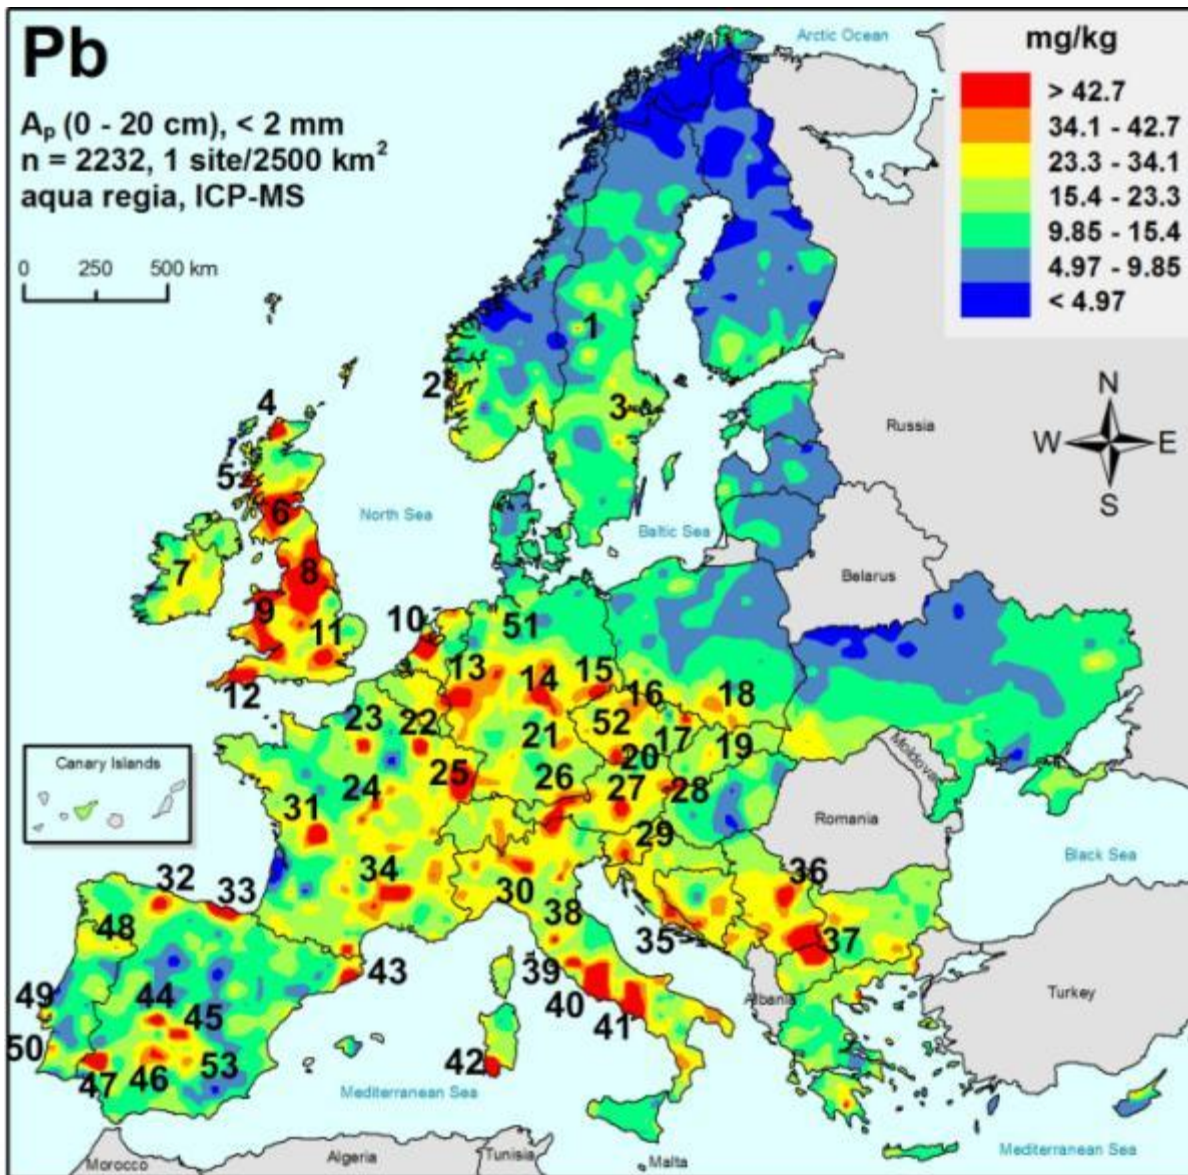 Pb
Aₚ (0 - 20 cm), < 2 mm
n = 2232, 1 site/2500 km²
aqua regia, ICP-MS
0 250 500 km
mg/kg
> 42.7
34.1 - 42.7
23.3 - 34.1
15.4 - 23.3
9.85 - 15.4
4.97 - 9.85
< 4.97
Arctic Ocean
N
W E
S
Russia
North Sea
Baltic Sea
Belarus
Canary Islands
Moldova
Romania
Black Sea
Albania
Turkey
Mediterranean Sea
Mediterranean Sea
Morocco
Algeria
Tunisia
Malta
1
2
3
4
5
6
7
8
9
10
11
12
13
14
15
16
17
18
19
20
21
22
23
24
25
26
27
28
29
30
31
32
33
34
35
36
37
38
39
40
41
42
43
44
45
46
47
48
49
50
51
52
53